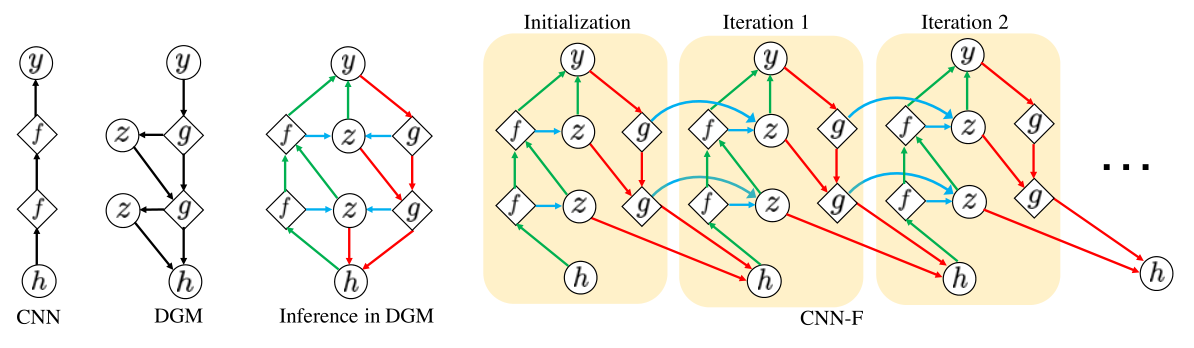 Initialization Iteration 1 Iteration 2
y y y y y y
f z g f z g f z g f z g f z g
f z g f z g f z g f z g f z g
...
h h h h h h h
CNN DGM Inference in DGM CNN-F